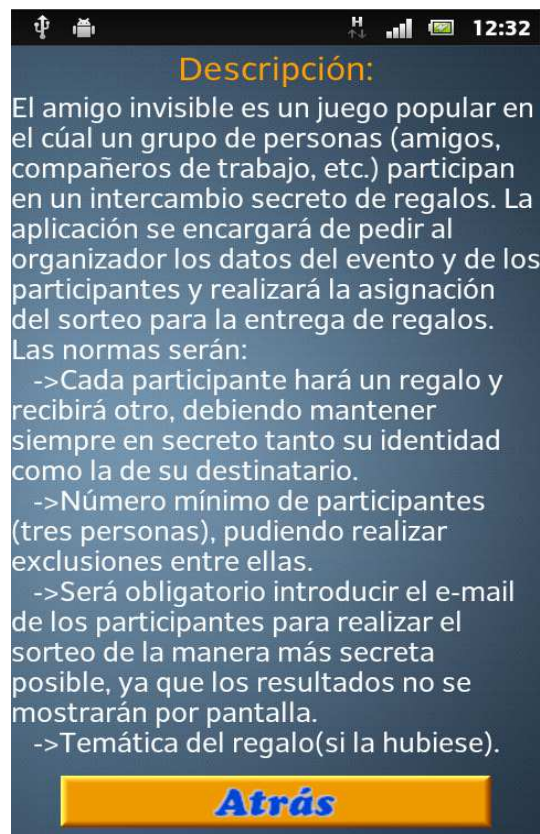 H 12:32
Descripción:
El amigo invisible es un juego popular en
el cúal un grupo de personas (amigos,
compañeros de trabajo, etc.) participan
en un intercambio secreto de regalos. La
aplicación se encargará de pedir al
organizador los datos del evento y de los
participantes y realizará la asignación
del sorteo para la entrega de regalos.
Las normas serán:
->Cada participante hará un regalo y
recibirá otro, debiendo mantener
siempre en secreto tanto su identidad
como la de su destinatario.
->Número mínimo de participantes
(tres personas), pudiendo realizar
exclusiones entre ellas.
->Será obligatorio introducir el e-mail
de los participantes para realizar el
sorteo de la manera más secreta
posible, ya que los resultados no se
mostrarán por pantalla.
->Temática del regalo(si la hubiese).
Atrás